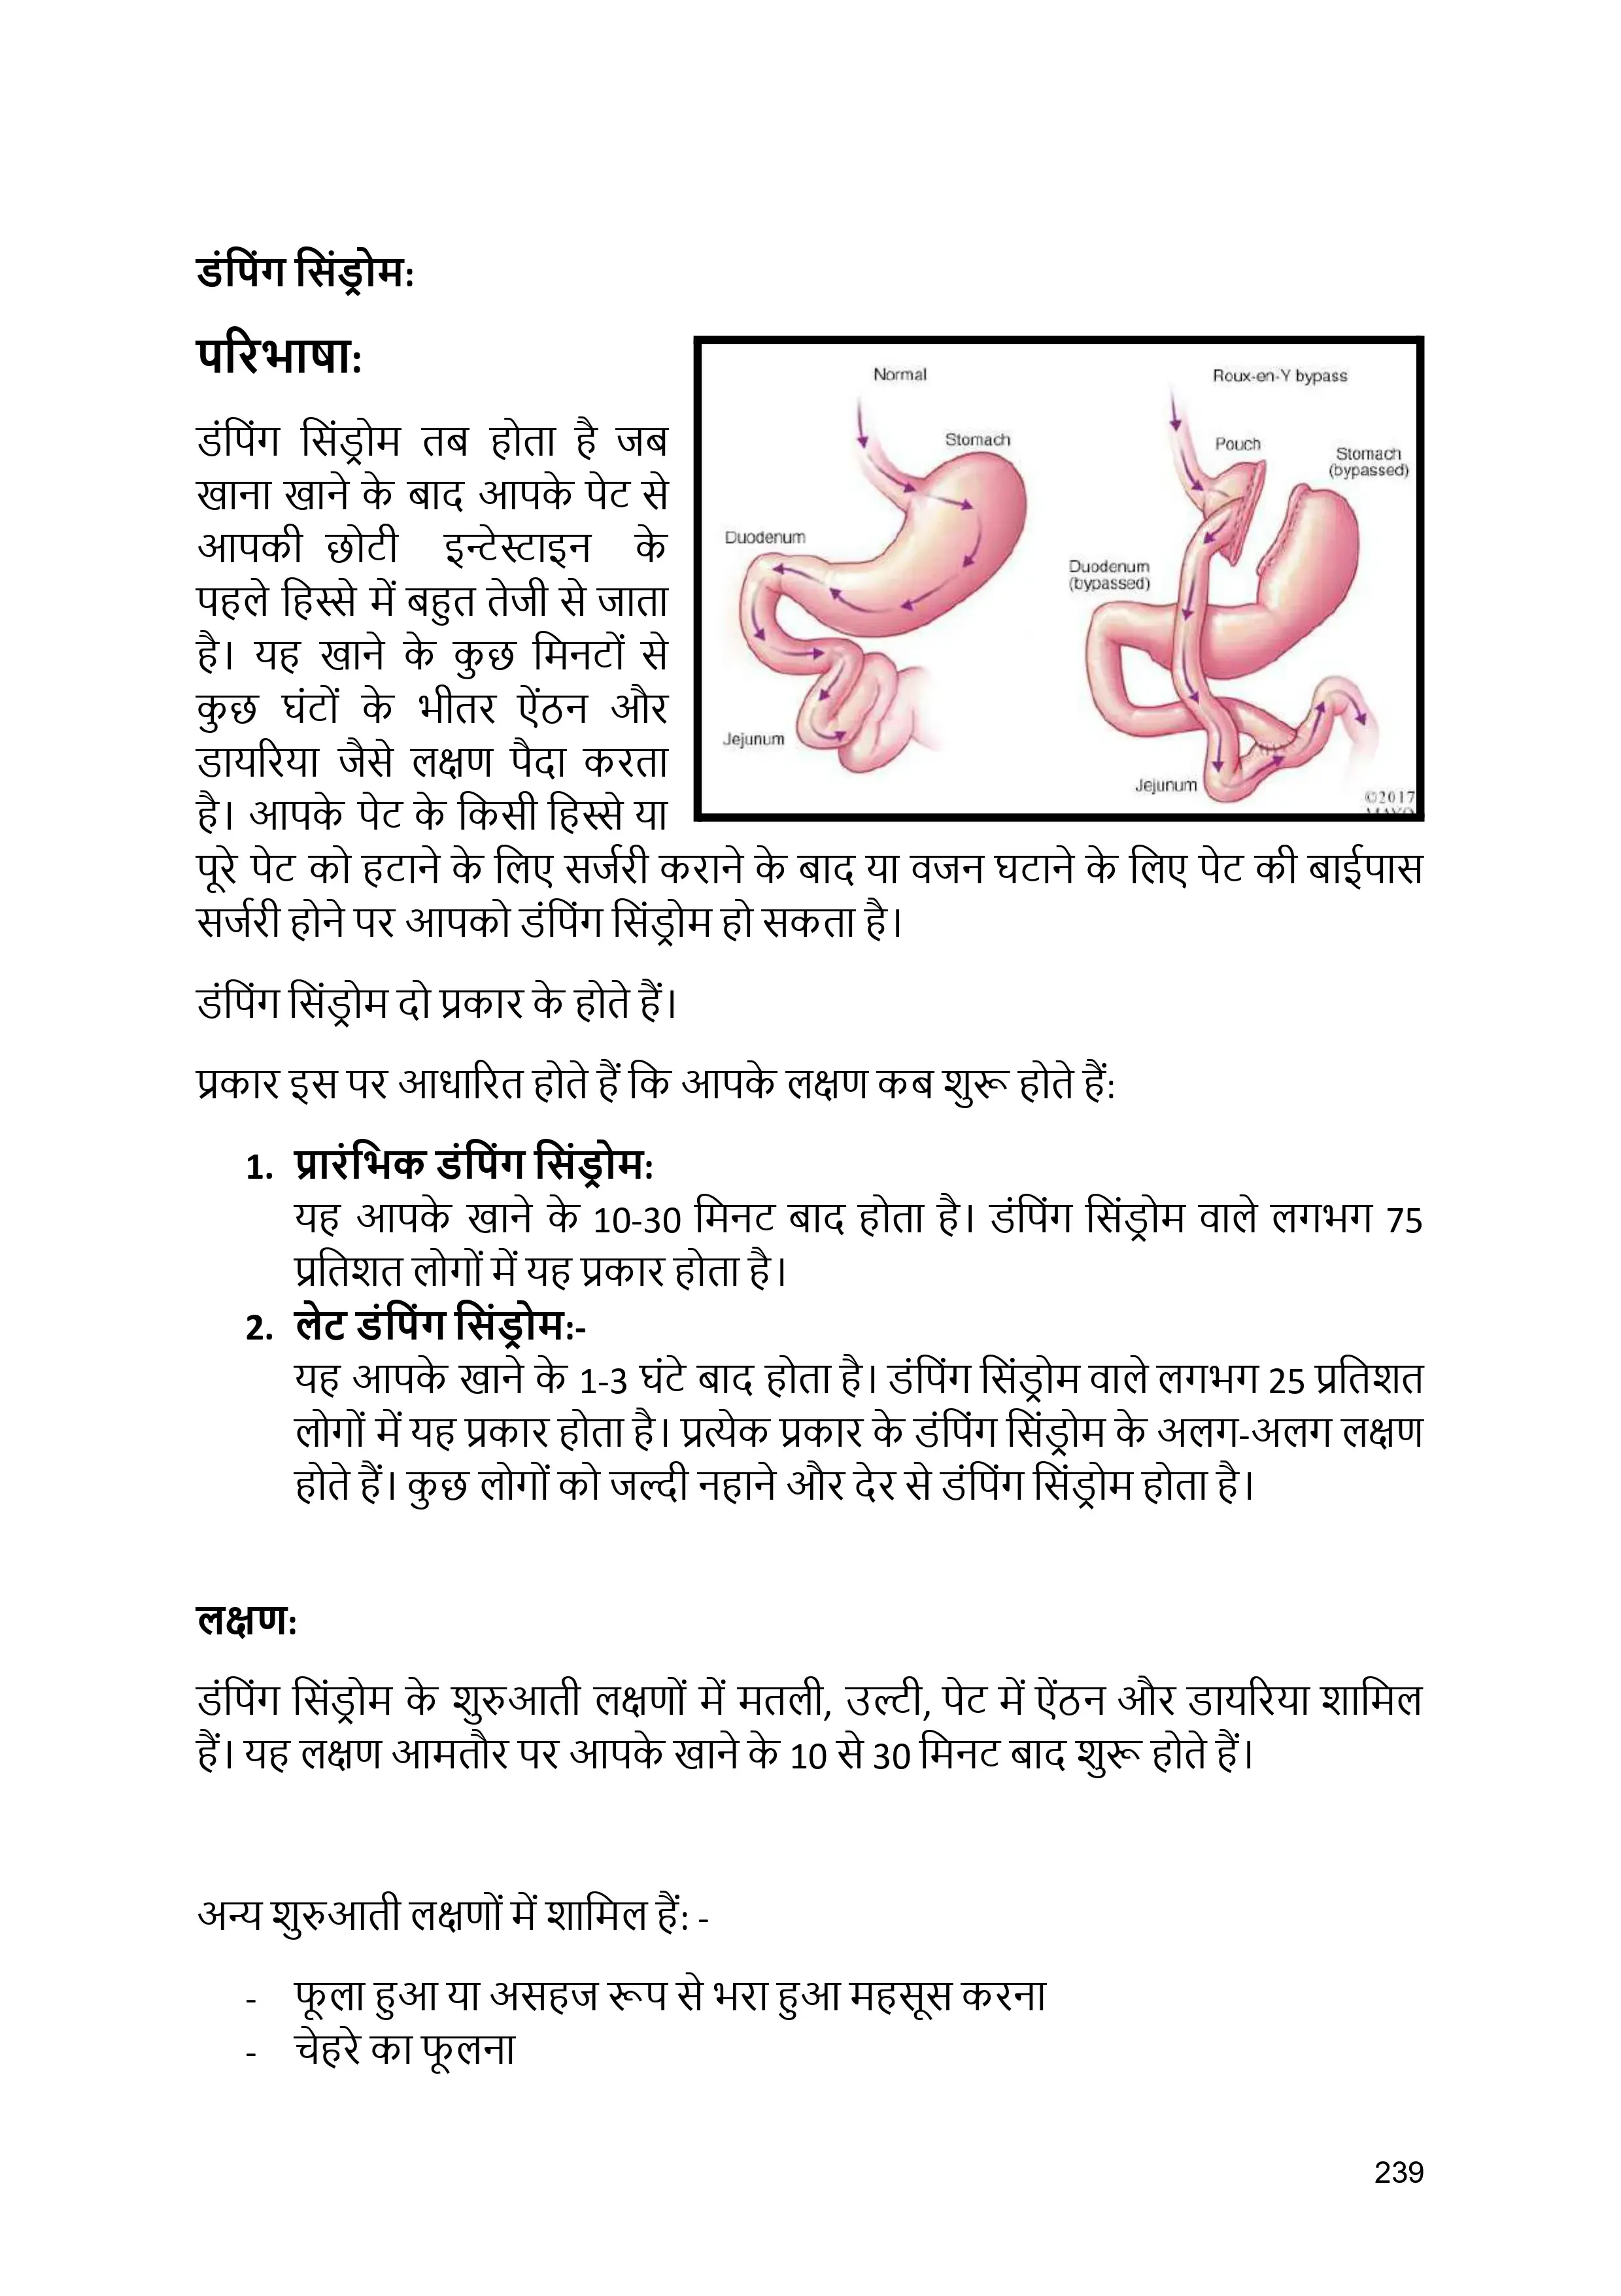 डंपिंग सिंड्रोम:
परिभाषा:
डंपिंग सिंड्रोम तब होता है जब
खाना खाने के बाद आपके पेट से
आपकी छोटी इन्टेस्टाइन के
पहले हिस्से में बहुत तेजी से जाता
है। यह खाने के कुछ मिनटों से
कुछ घंटों के भीतर ऐंठन और
डायरिया जैसे लक्षण पैदा करता
है। आपके पेट के किसी हिस्से या
Normal
Stomach
Duodenum
Jejunum
Roux-en-Y bypass
Pouch
Stomach
(bypassed)
Duodenum
(bypassed)
Jejunum
©2017
पूरे पेट को हटाने के लिए सर्जरी कराने के बाद या वजन घटाने के लिए पेट की बाईपास
सर्जरी होने पर आपको डंपिंग सिंड्रोम हो सकता है।
डंपिंग सिंड्रोम दो प्रकार के होते हैं।
प्रकार इस पर आधारित होते हैं कि आपके लक्षण कब शुरू होते हैं:
1. प्रारंभिक डंपिंग सिंड्रोम:
यह आपके खाने के 10-30 मिनट बाद होता है। डंपिंग सिंड्रोम वाले लगभग 75
प्रतिशत लोगों में यह प्रकार होता है।
2. लेट डंपिंग सिंड्रोम:-
यह आपके खाने के 1-3 घंटे बाद होता है। डंपिंग सिंड्रोम वाले लगभग 25 प्रतिशत
लोगों में यह प्रकार होता है। प्रत्येक प्रकार के डंपिंग सिंड्रोम के अलग-अलग लक्षण
होते हैं। कुछ लोगों को जल्दी नहाने और देर से डंपिंग सिंड्रोम होता है।
लक्षण:
डंपिंग सिंड्रोम के शुरुआती लक्षणों में मतली, उल्टी, पेट में ऐंठन और डायरिया शामिल
हैं। यह लक्षण आमतौर पर आपके खाने के 10 से 30 मिनट बाद शुरू होते हैं।
अन्य शुरुआती लक्षणों में शामिल हैं: -
- फूला हुआ या असहज रूप से भरा हुआ महसूस करना
- चेहरे का फूलना
239